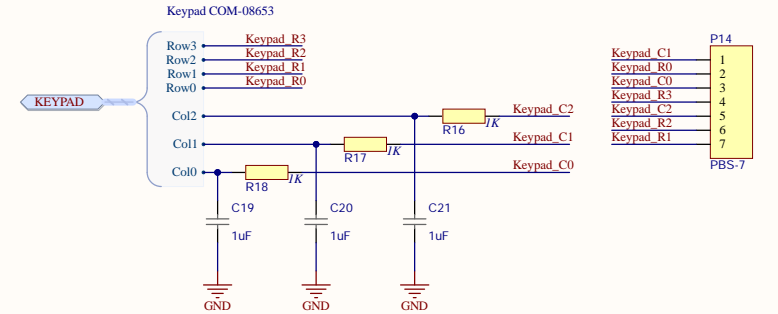 Keypad COM-08653
KEYPAD
Row3
Row2
Row1
Row0
Col2
Col1
Col0
Keypad_R3
Keypad_R2
Keypad_R1
Keypad_R0
R16
1K
Keypad_C2
R17
1K
Keypad_C1
R18
1K
Keypad_C0
C19
1uF
C20
1uF
C21
1uF
GND
GND
GND
P14
Keypad_C1 1
Keypad_R0 2
Keypad_C0 3
Keypad_R3 4
Keypad_C2 5
Keypad_R2 6
Keypad_R1 7
PBS-7